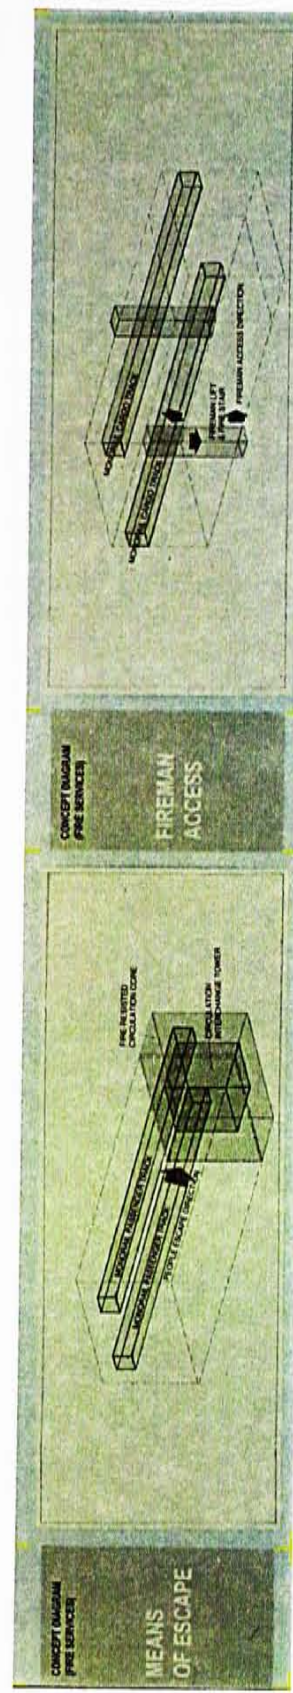 CONCEPT DIAGRAM
(FIRE SERVICES)
MEANS
OF ESCAPE
MONORAIL PASSENGER TRACK
MONORAIL PASSENGER TRACK
PEOPLE ESCAPE DIRECTION
FIRE RESISTED
CIRCULATION CORE
CIRCULATION
INTERCHANGE TOWER
CONCEPT DIAGRAM
(FIRE SERVICES)
FIREMAN
ACCESS
MONORAIL CARGO TRACK
MONORAIL CARGO TRACK
FIREMAN LIFT
& FIRE STAIR
FIREMAN ACCESS DIRECTION